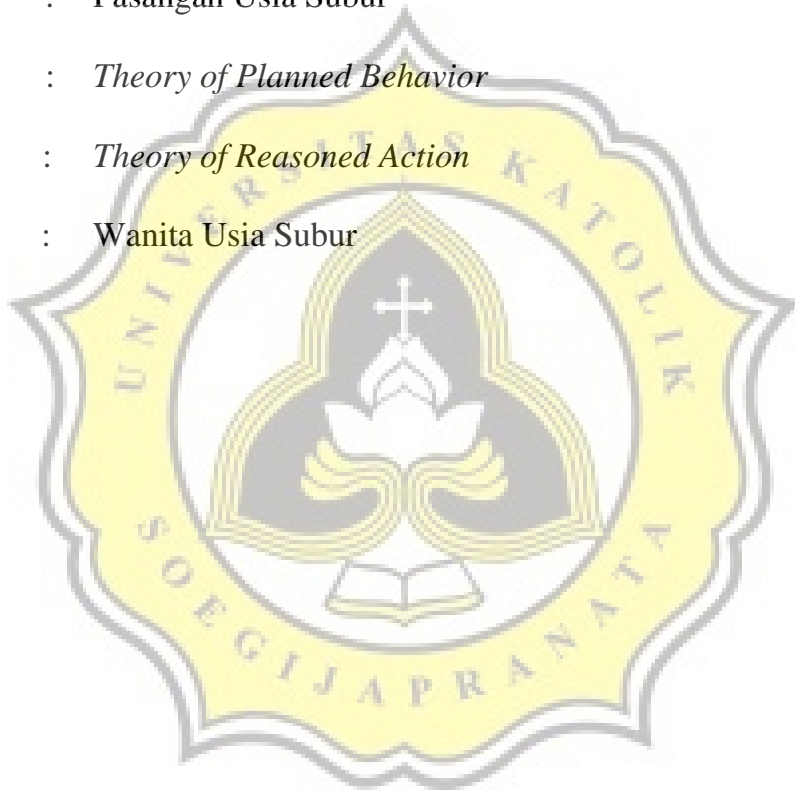 : Pasangan Usia Subur
: Theory of Planned Behavior
: Theory of Reasoned Action
: Wanita Usia Subur
UNIVERSITAS KATOLIK
SOEGIJAPRANATA